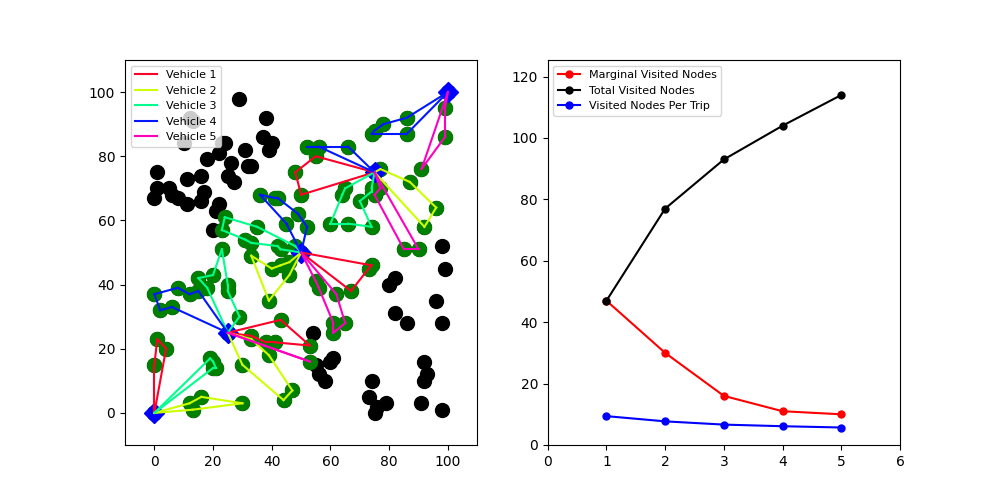 Vehicle 1
Vehicle 2
Vehicle 3
Vehicle 4
Vehicle 5
100
80
60
40
20
0
0 20 40 60 80 100
Marginal Visited Nodes
Total Visited Nodes
Visited Nodes Per Trip
120
100
80
60
40
20
0
0 1 2 3 4 5 6